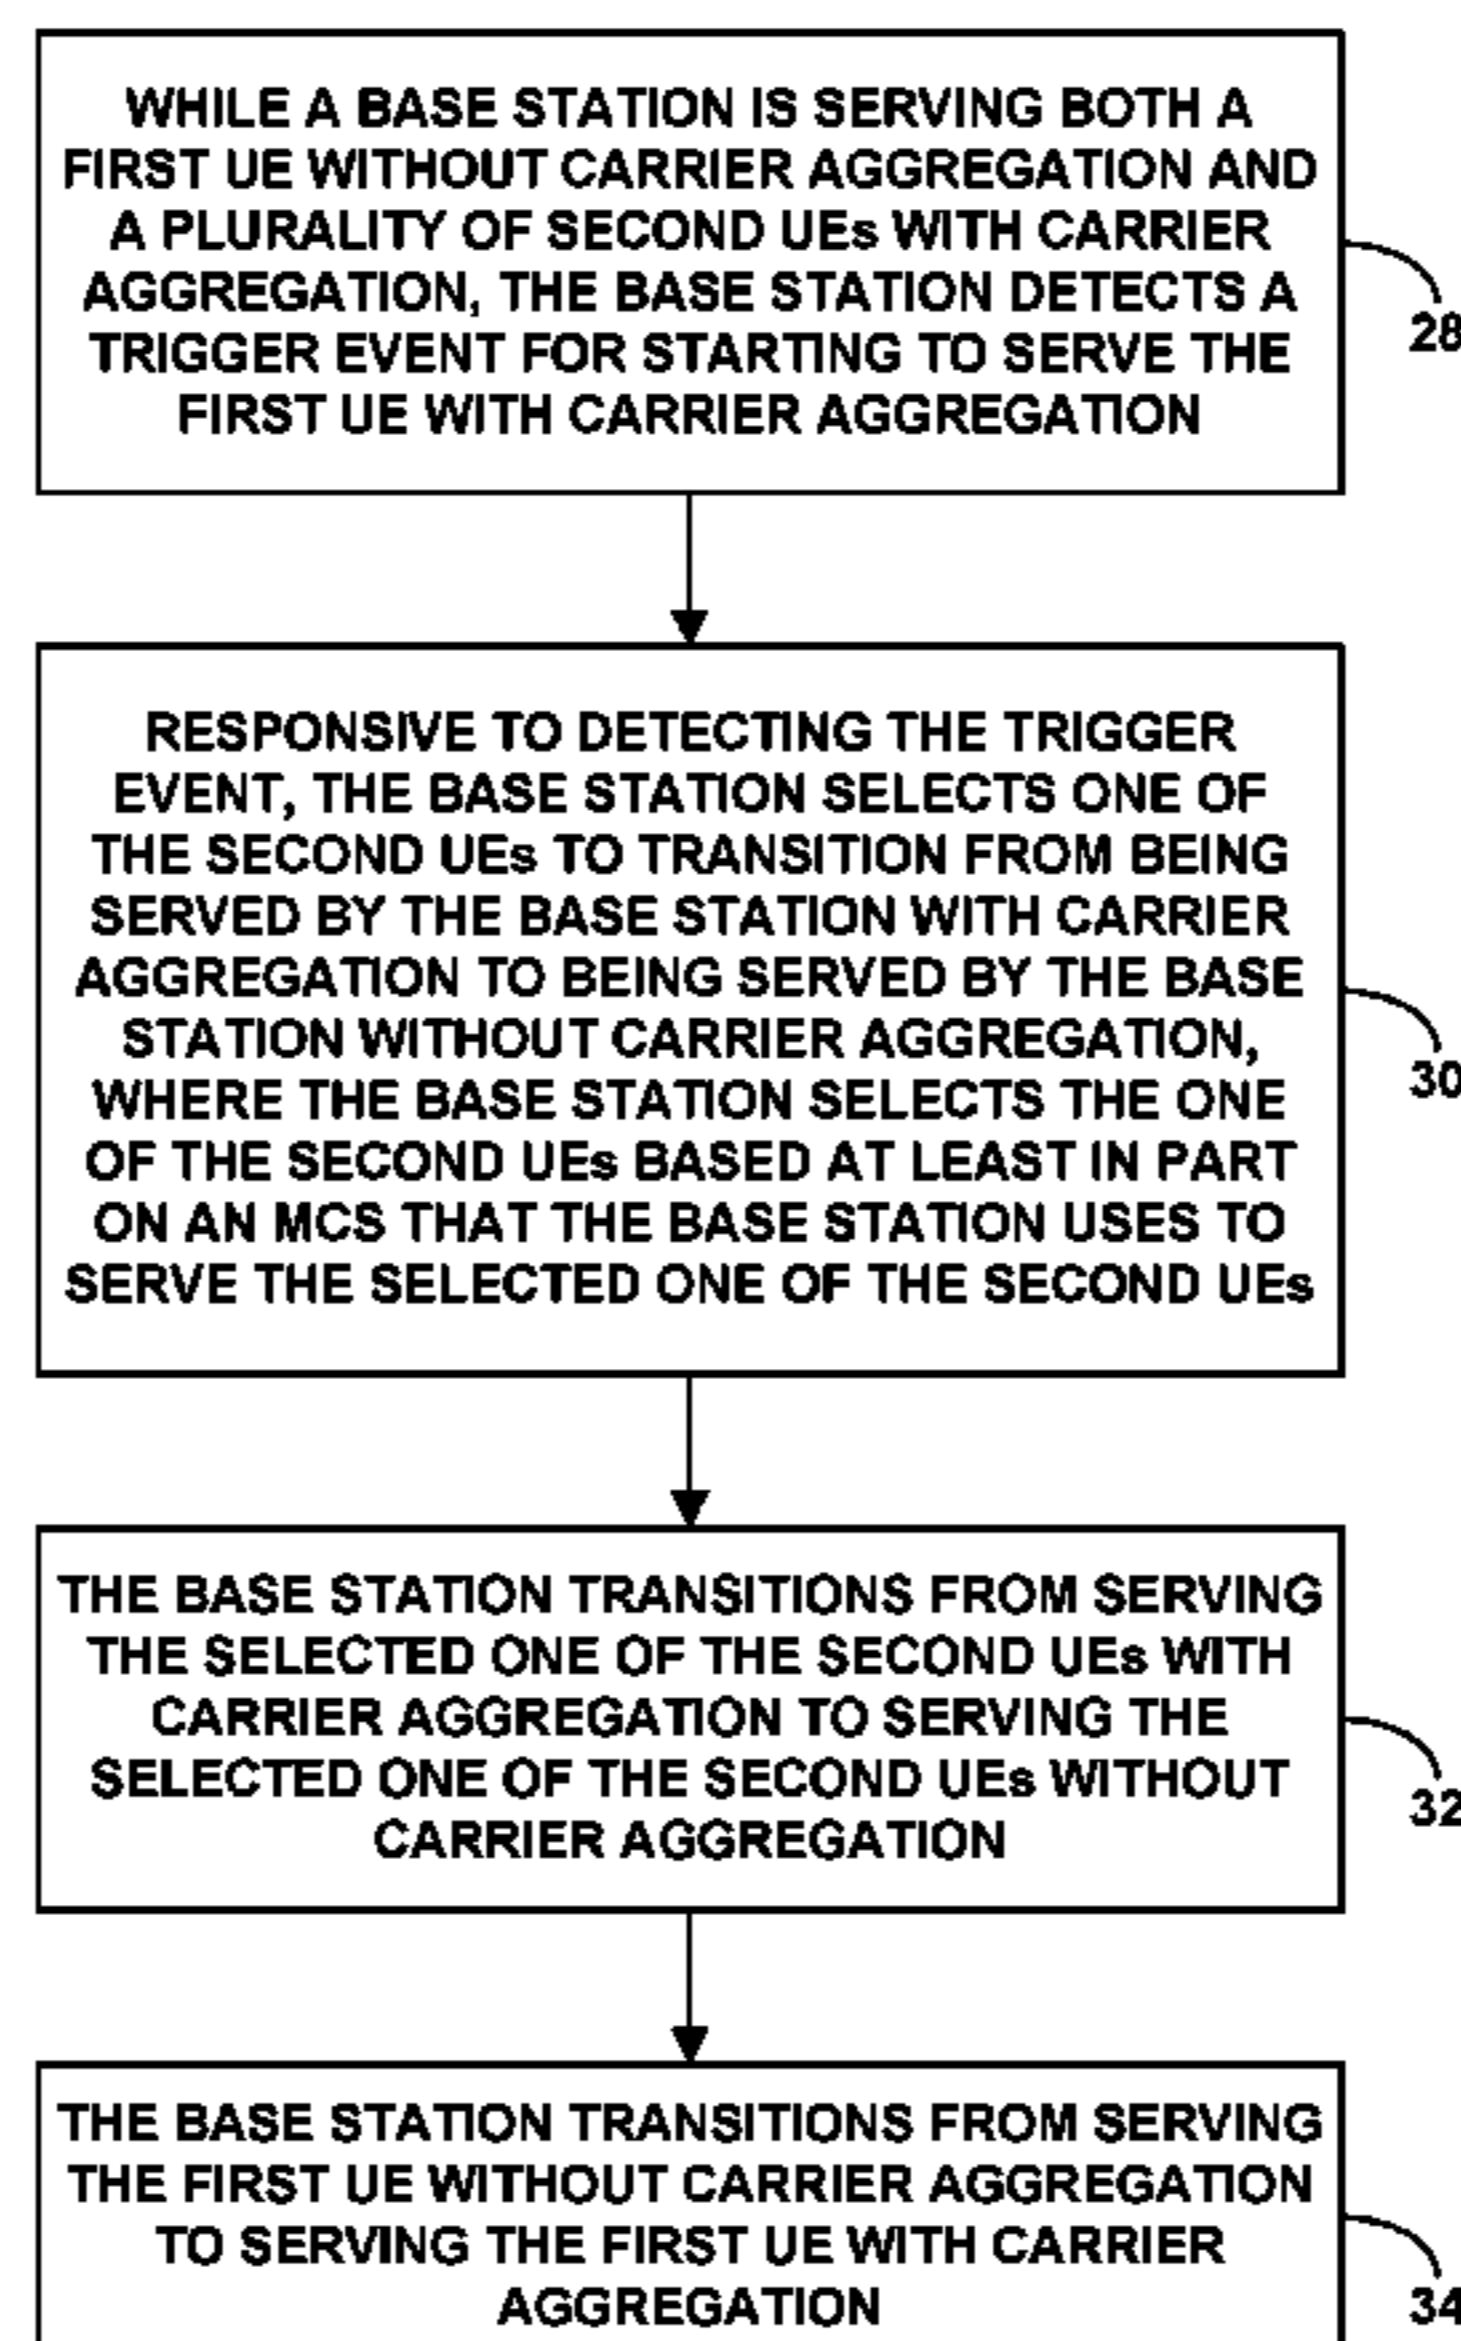 WHILE A BASE STATION IS SERVING BOTH A
FIRST UE WITHOUT CARRIER AGGREGATION AND
A PLURALITY OF SECOND UEs WITH CARRIER
AGGREGATION, THE BASE STATION DETECTS A
TRIGGER EVENT FOR STARTING TO SERVE THE
FIRST UE WITH CARRIER AGGREGATION
28
RESPONSIVE TO DETECTING THE TRIGGER
EVENT, THE BASE STATION SELECTS ONE OF
THE SECOND UEs TO TRANSITION FROM BEING
SERVED BY THE BASE STATION WITH CARRIER
AGGREGATION TO BEING SERVED BY THE BASE
STATION WITHOUT CARRIER AGGREGATION,
WHERE THE BASE STATION SELECTS THE ONE
OF THE SECOND UEs BASED AT LEAST IN PART
ON AN MCS THAT THE BASE STATION USES TO
SERVE THE SELECTED ONE OF THE SECOND UEs
30
THE BASE STATION TRANSITIONS FROM SERVING
THE SELECTED ONE OF THE SECOND UEs WITH
CARRIER AGGREGATION TO SERVING THE
SELECTED ONE OF THE SECOND UEs WITHOUT
CARRIER AGGREGATION
32
THE BASE STATION TRANSITIONS FROM SERVING
THE FIRST UE WITHOUT CARRIER AGGREGATION
TO SERVING THE FIRST UE WITH CARRIER
AGGREGATION
34